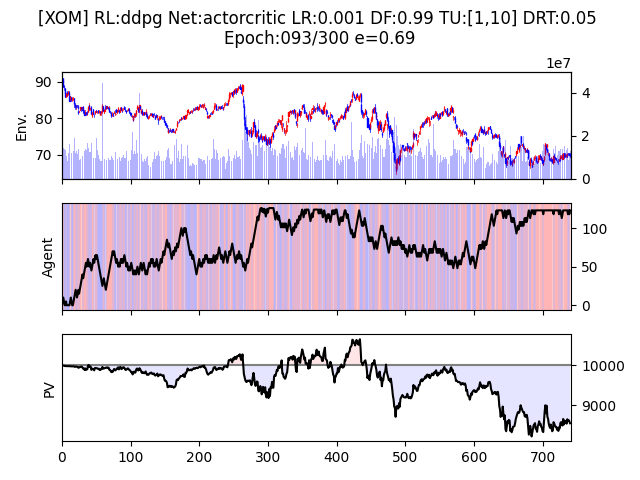 [XOM] RL:ddpg Net:actorcritic LR:0.001 DF:0.99 TU:[1,10] DRT:0.05
Epoch:093/300 e=0.69
1e7
90
80
70
Env.
4
2
0
Agent
100
50
0
PV
10000
9000
0 100 200 300 400 500 600 700